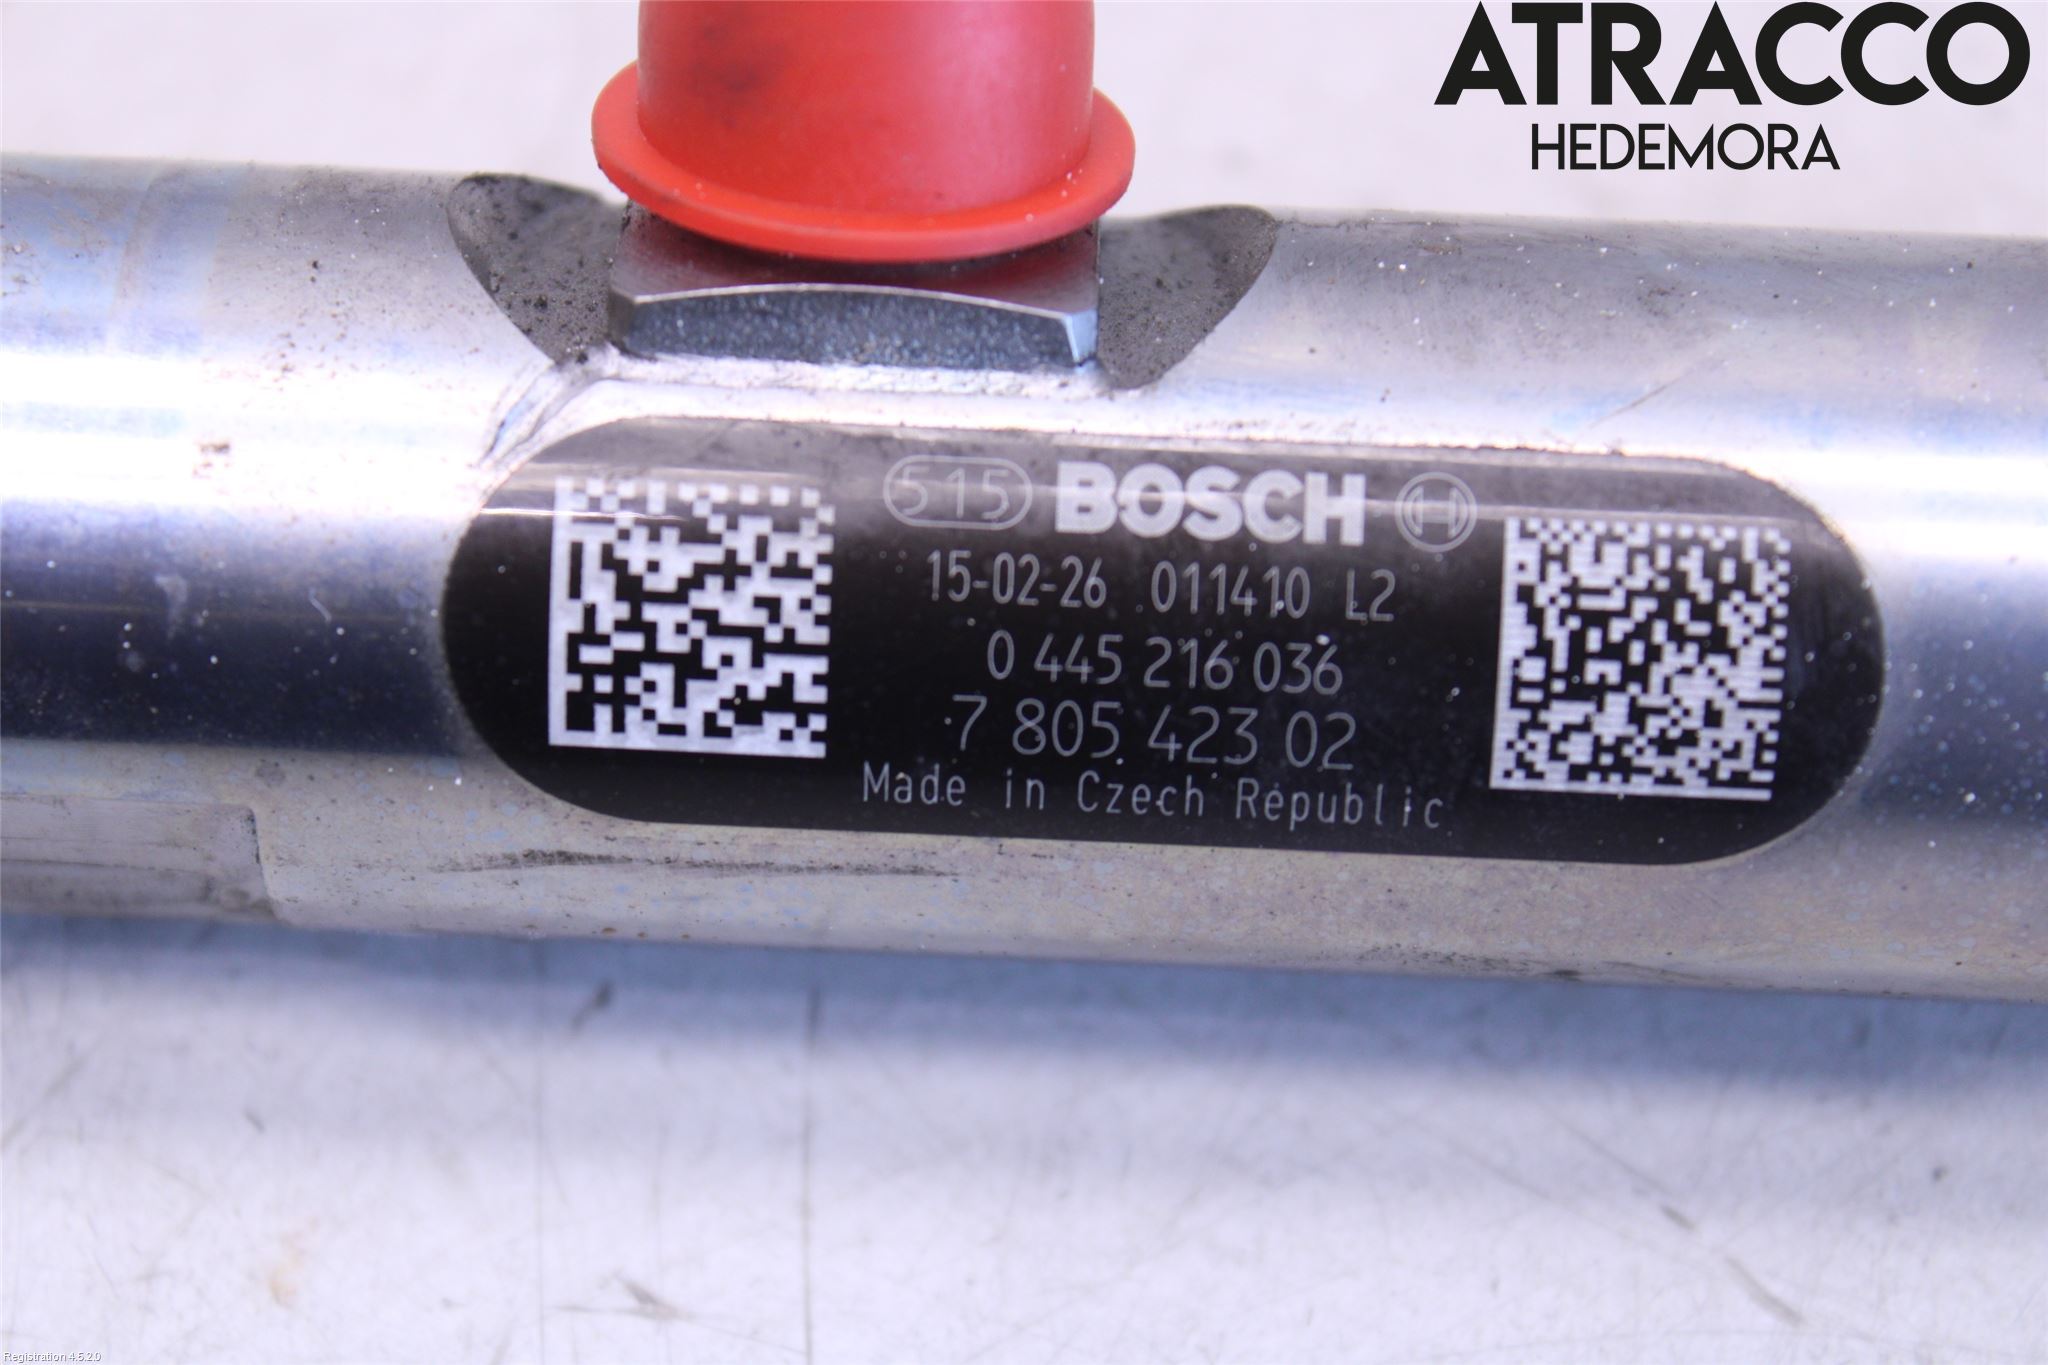 ATRACCO
HEDEMORA
515 BOSCH
15-02-26 011410 L2
0 445 216 036
7 805 423 02
Made in Czech Republic
Registration 4.5.2.0